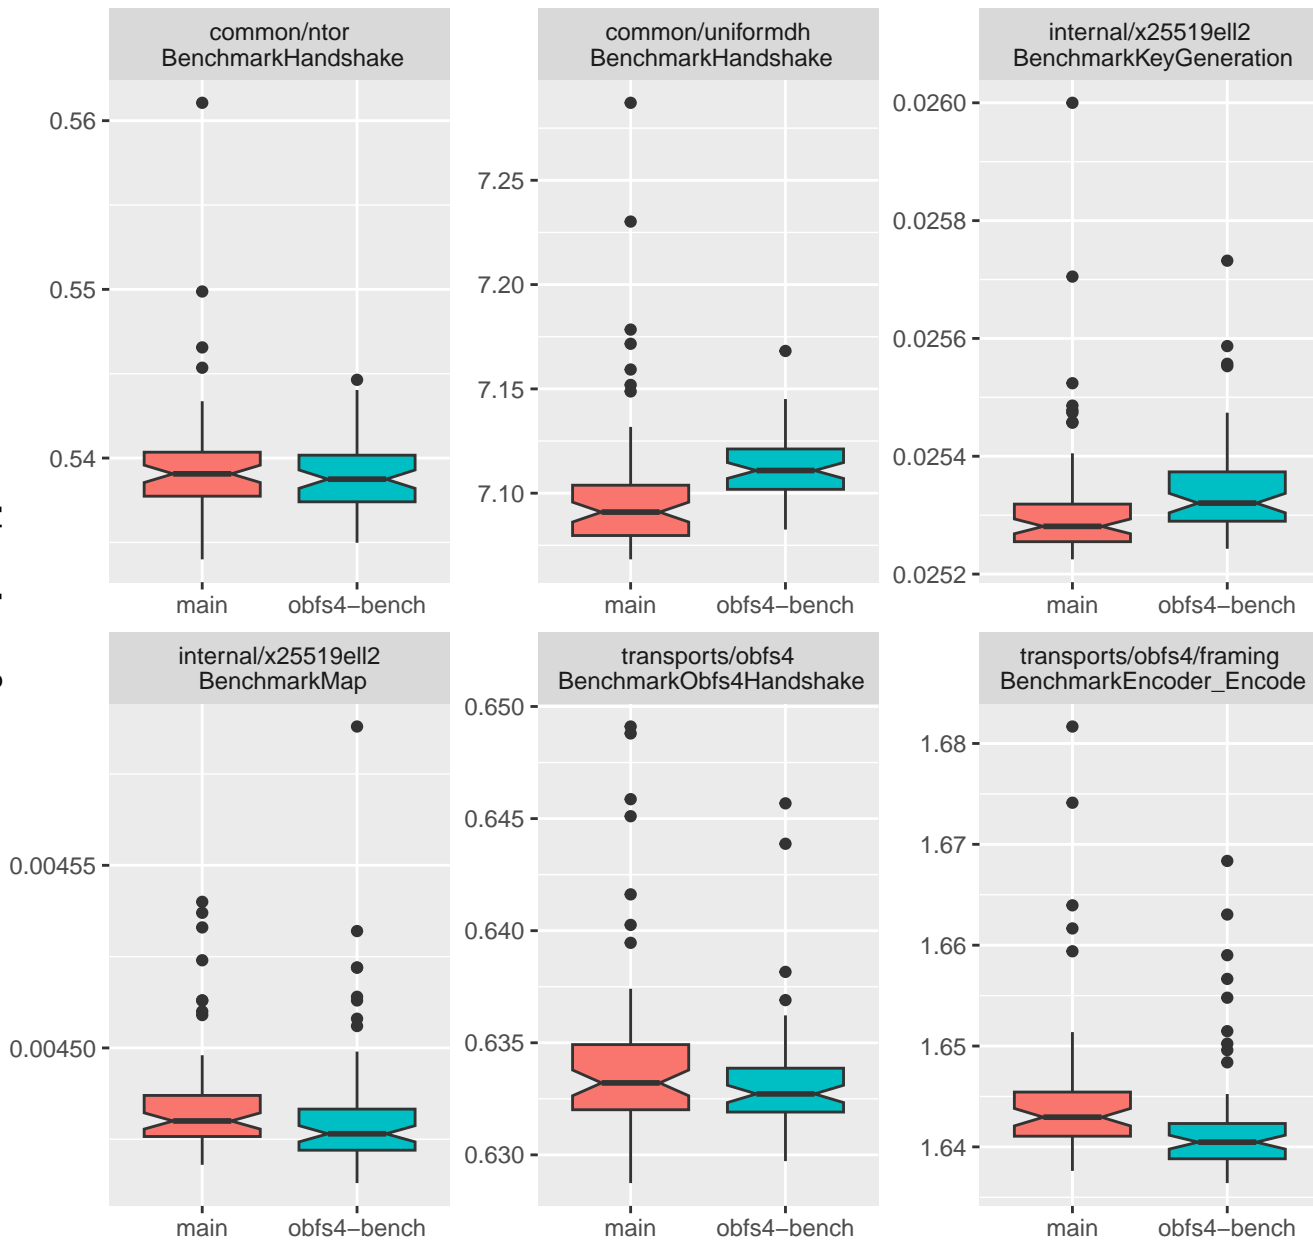 common/ntor
BenchmarkHandshake
common/uniformdh
BenchmarkHandshake
internal/x25519ell2
BenchmarkKeyGeneration
0.56
0.55
0.54
7.25
7.20
7.15
7.10
0.0260
0.0258
0.0256
0.0254
0.0252
main
obfs4−bench
main
obfs4−bench
main
obfs4−bench
internal/x25519ell2
BenchmarkMap
transports/obfs4
BenchmarkObfs4Handshake
transports/obfs4/framing
BenchmarkEncoder_Encode
0.00455
0.00450
0.650
0.645
0.640
0.635
0.630
1.68
1.67
1.66
1.65
1.64
main
obfs4−bench
main
obfs4−bench
main
obfs4−bench